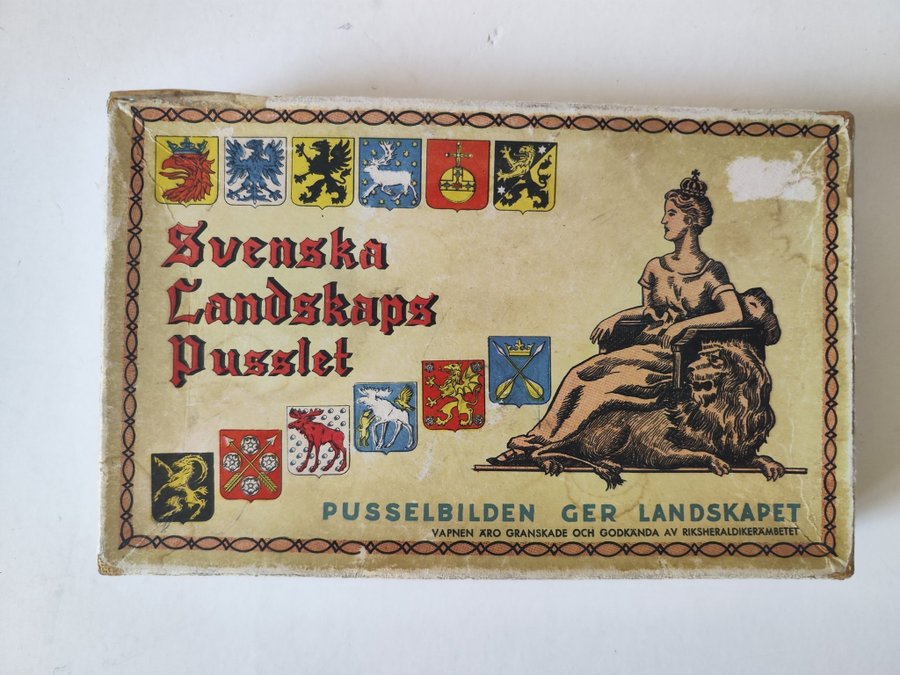 Svenska
Landskaps
Pusslet
PUSSELBILDEN GER LANDSKAPET
VAPNEN ÄRO GRANSKADE OCH GODKÄNDA AV RIKSHERALDIKERÄMBETET